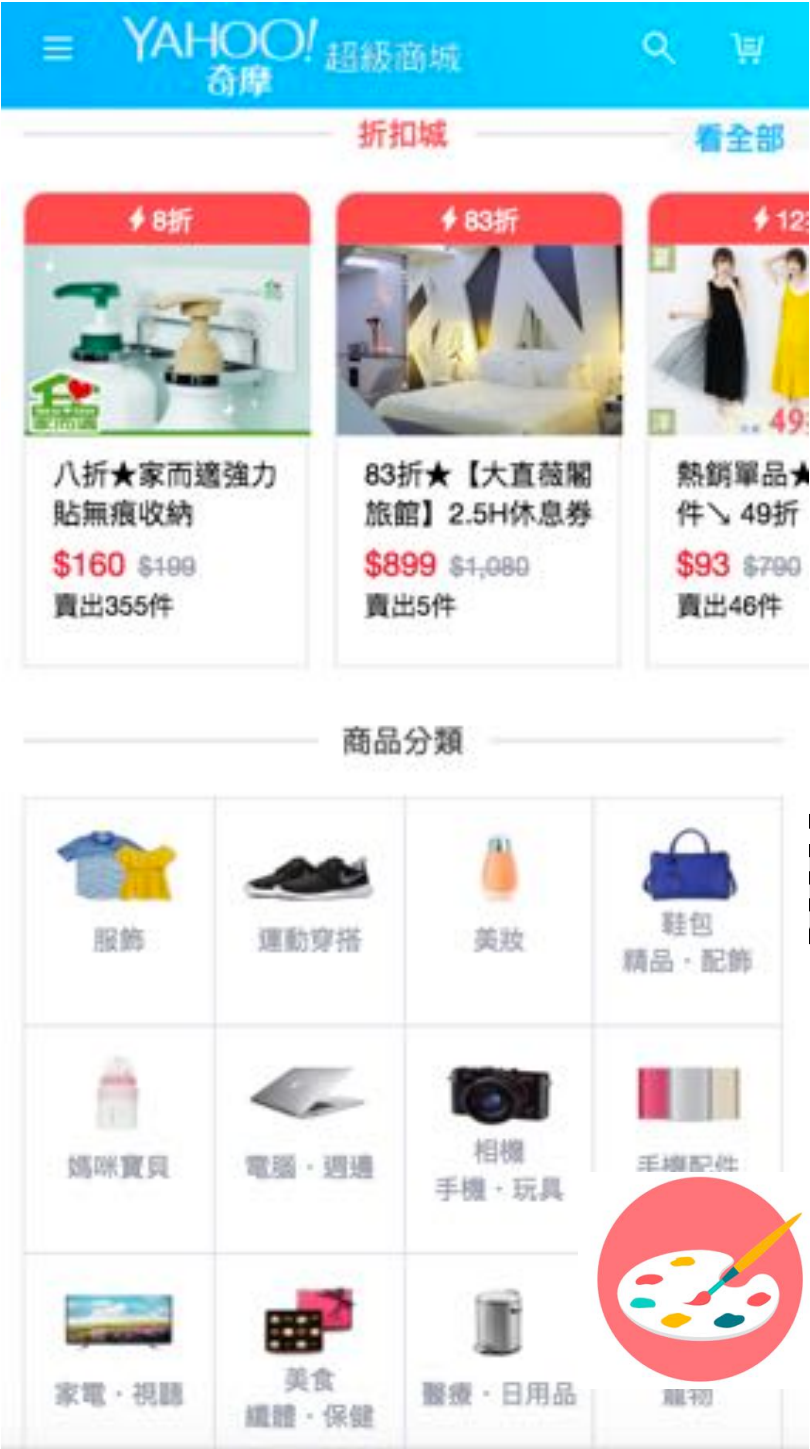 YAHOO!
奇摩 超級商城
折扣城
看全部
8折
83折
八折★家而適強力
貼無痕收納
$160 $199
賣出355件
83折★【大直薇閣
旅館】2.5H休息券
$899 $1,080
賣出5件
熱銷單品★
件↘ 49折
$93 $790
賣出46件
商品分類
服飾
運動穿搭
美妝
鞋包
精品・配飾
媽咪寶貝
電腦・週邊
相機
手機・玩具
手機配件
家電・視聽
美食
纖體・保健
醫療・日用品
寵物